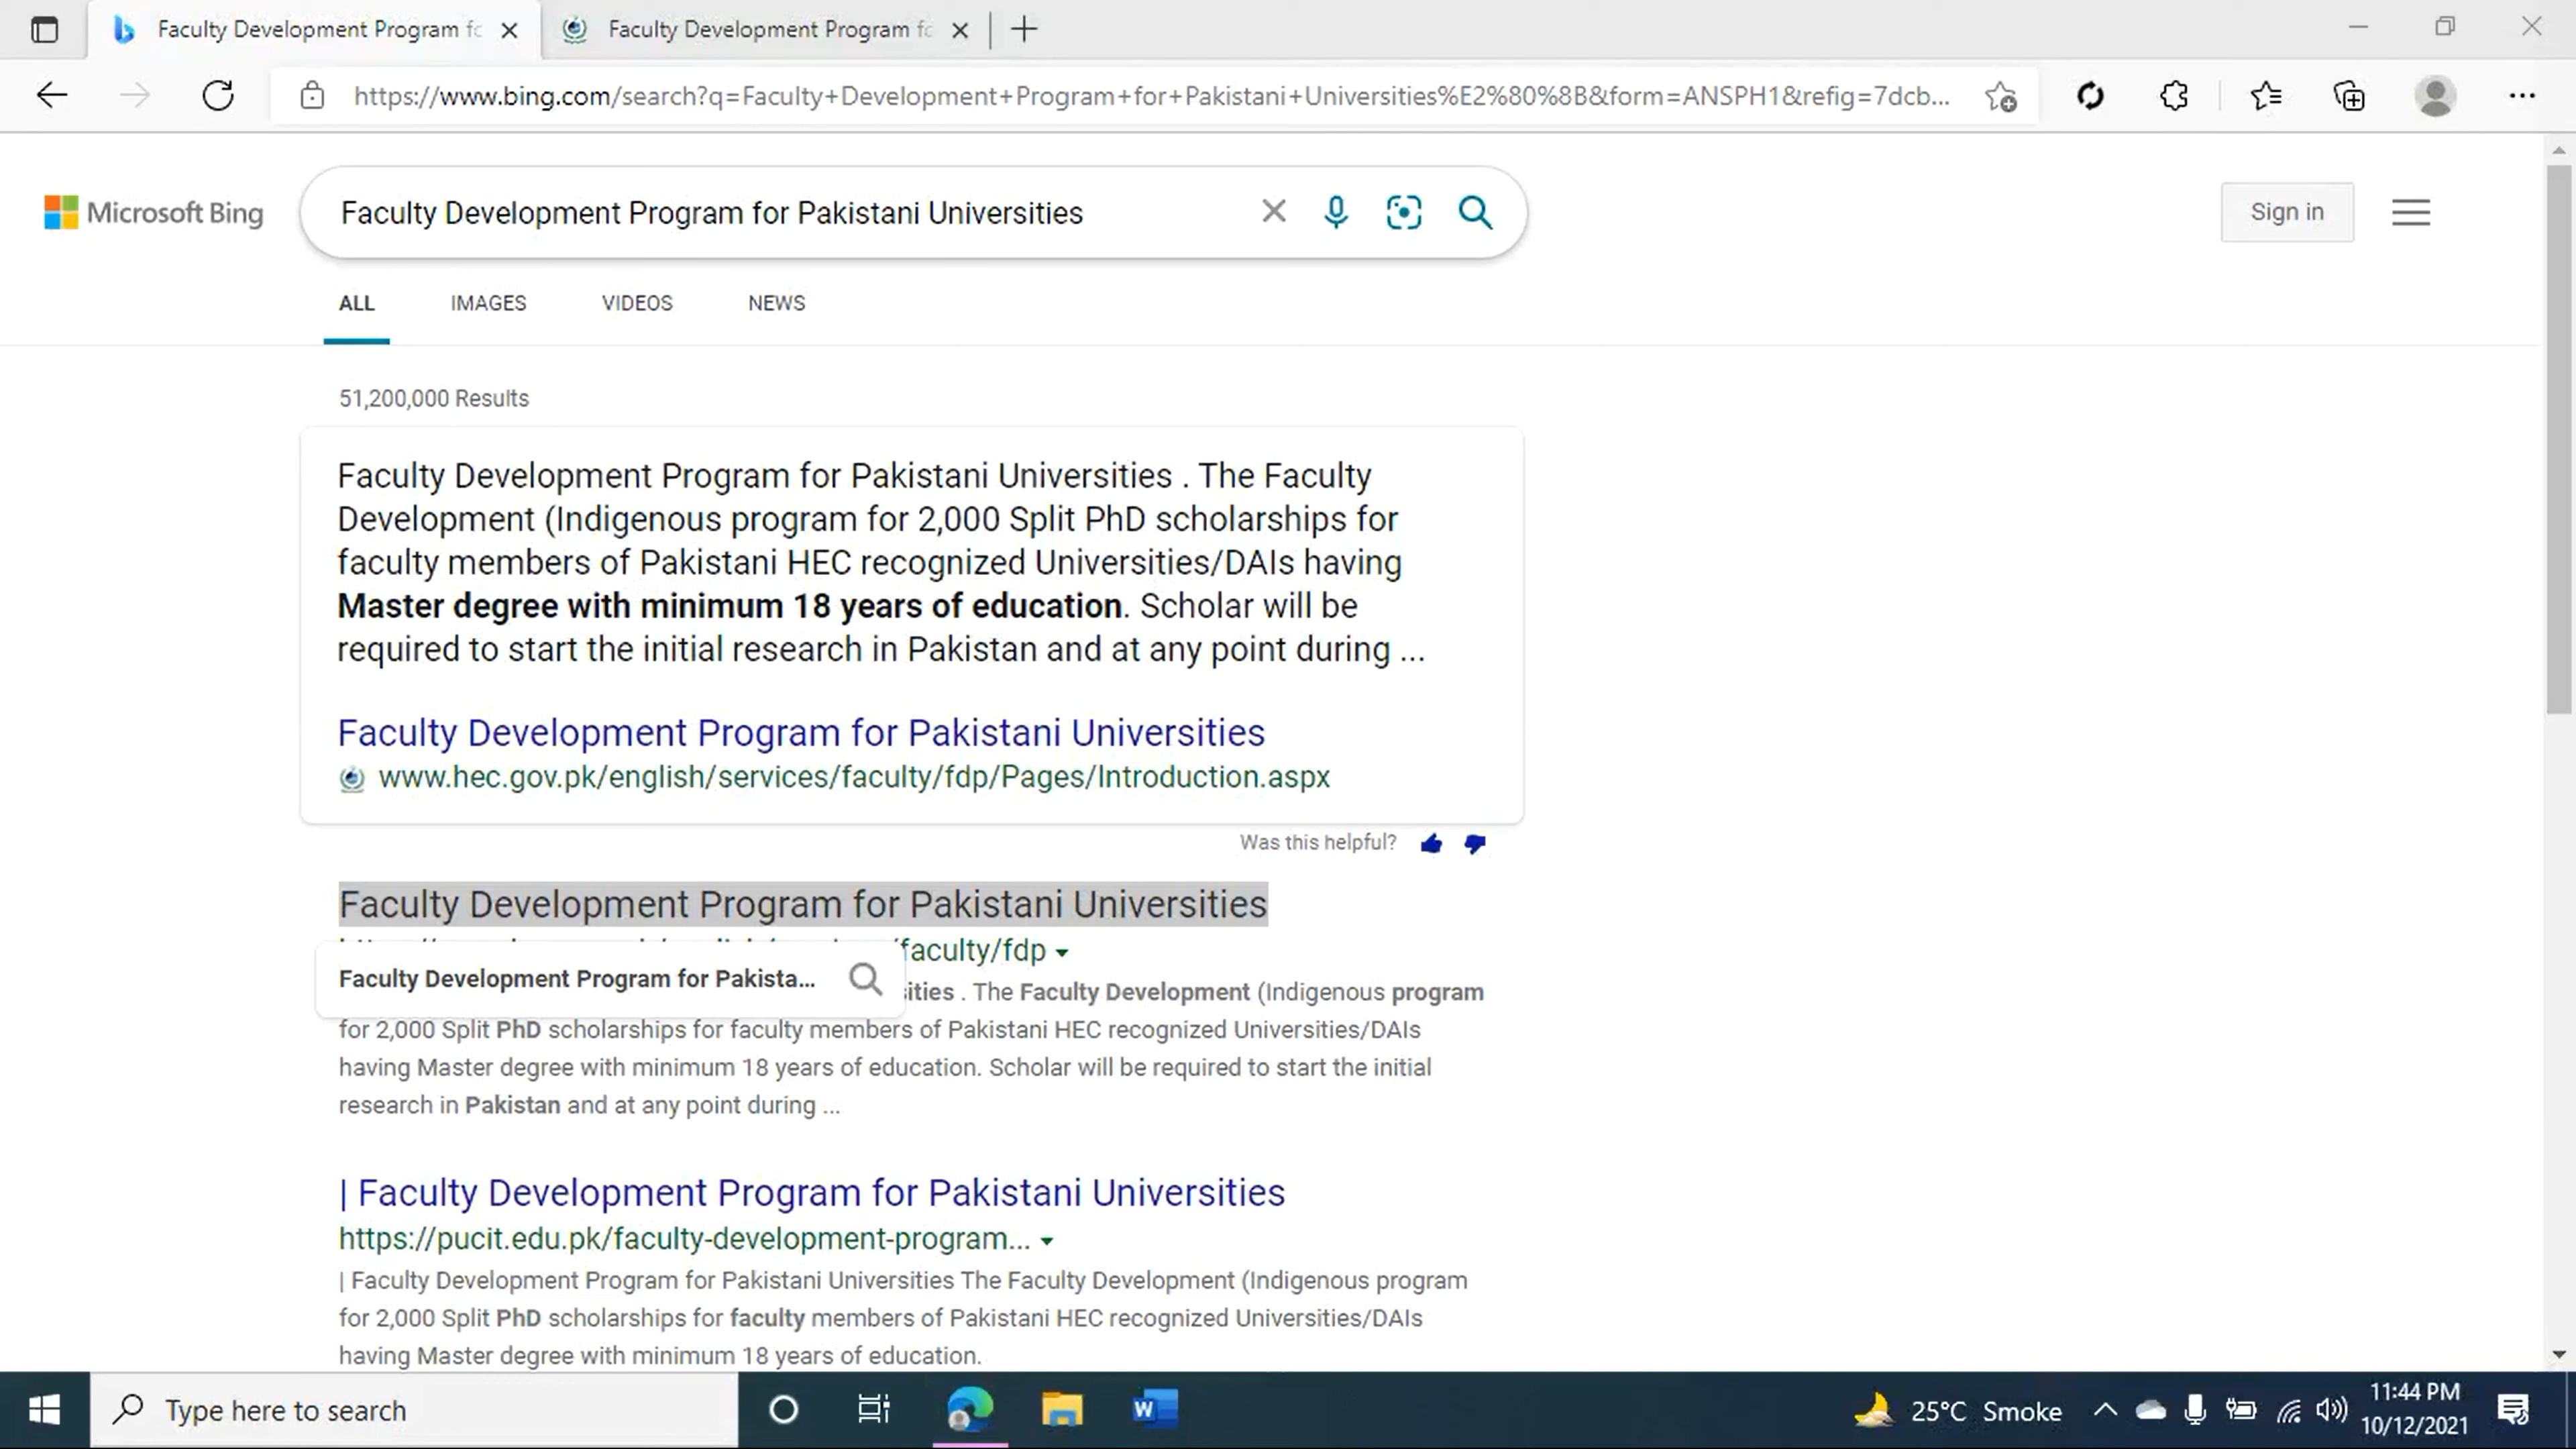 Faculty Development Program fo
Faculty Development Program fo
https://www.bing.com/search?q=Faculty+Development+Program+for+Pakistani+Universities%E2%80%8B&form=ANSPH1&refig=7dcb...
Microsoft Bing
Faculty Development Program for Pakistani Universities
Sign in
ALL IMAGES VIDEOS NEWS
51,200,000 Results
Faculty Development Program for Pakistani Universities . The Faculty
Development (Indigenous program for 2,000 Split PhD scholarships for
faculty members of Pakistani HEC recognized Universities/DAIs having
Master degree with minimum 18 years of education. Scholar will be
required to start the initial research in Pakistan and at any point during ...
Faculty Development Program for Pakistani Universities
www.hec.gov.pk/english/services/faculty/fdp/Pages/Introduction.aspx
Was this helpful?
Faculty Development Program for Pakistani Universities
faculty/fdp
Faculty Development Program for Pakista...
. The Faculty Development (Indigenous program
for 2,000 Split PhD scholarships for faculty members of Pakistani HEC recognized Universities/DAIs
having Master degree with minimum 18 years of education. Scholar will be required to start the initial
research in Pakistan and at any point during ...
| Faculty Development Program for Pakistani Universities
https://pucit.edu.pk/faculty-development-program...
| Faculty Development Program for Pakistani Universities The Faculty Development (Indigenous program
for 2,000 Split PhD scholarships for faculty members of Pakistani HEC recognized Universities/DAIs
having Master degree with minimum 18 years of education.
Type here to search
W
25°C Smoke
11:44 PM
10/12/2021